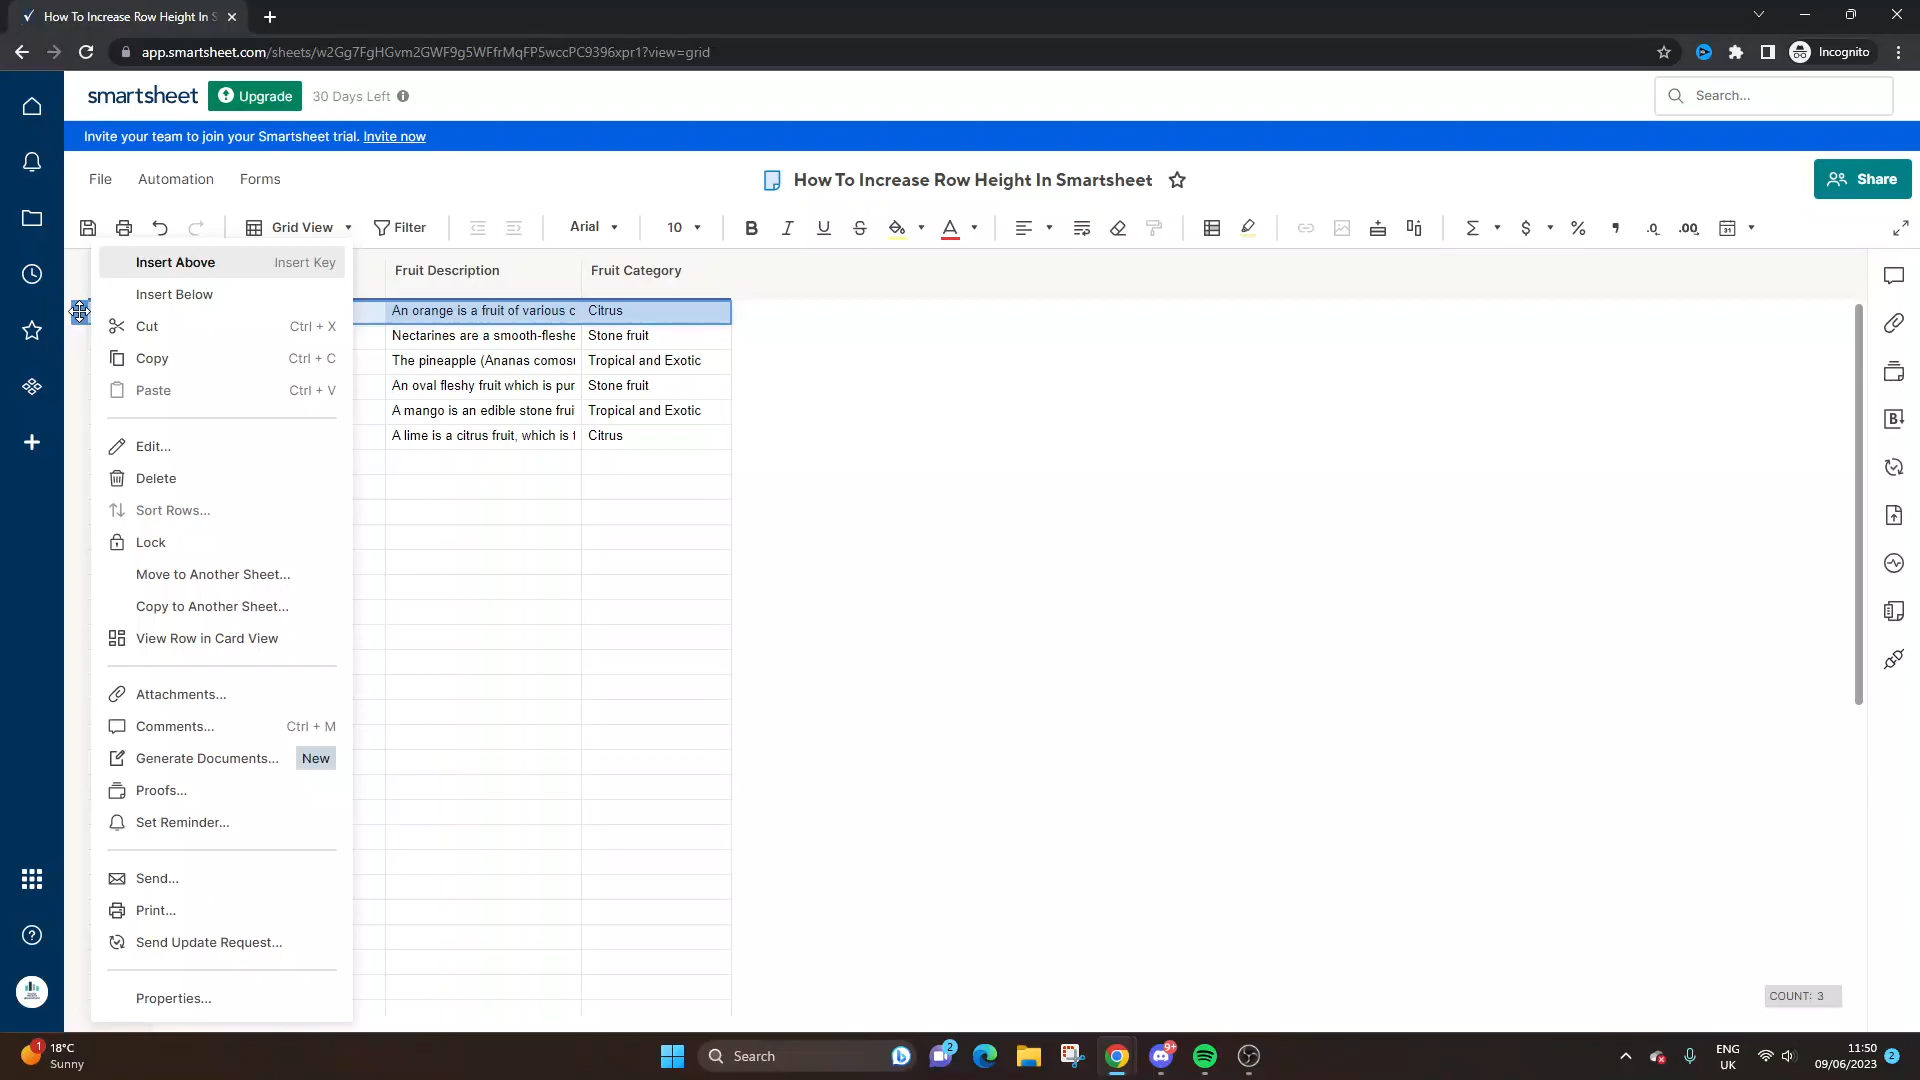 How To Increase Row Height In S
app.smartsheet.com/sheets/w2Gg7FgHGvm2GWF9g5WFfrMqFP5wccPC9396xpr1?view=grid
Incognito
smartsheet
Upgrade
30 Days Left
Search...
Invite your team to join your Smartsheet trial. Invite now
File
Automation
Forms
How To Increase Row Height In Smartsheet
Share
Grid View
Filter
Arial
10
Insert Above Insert Key
Insert Below
Cut Ctrl + X
Copy Ctrl + C
Paste Ctrl + V
Edit...
Delete
Sort Rows...
Lock
Move to Another Sheet...
Copy to Another Sheet...
View Row in Card View
Attachments...
Comments... Ctrl + M
Generate Documents... New
Proofs...
Set Reminder...
Send...
Print...
Send Update Request...
Properties...
Fruit Description Fruit Category
An orange is a fruit of various c Citrus
Nectarines are a smooth-fleshe Stone fruit
The pineapple (Ananas comosu Tropical and Exotic
An oval fleshy fruit which is pur Stone fruit
A mango is an edible stone frui Tropical and Exotic
A lime is a citrus fruit, which is f Citrus
COUNT: 3
1
18°C
Sunny
Search
2
9+
ENG
UK
11:50
09/06/2023
2